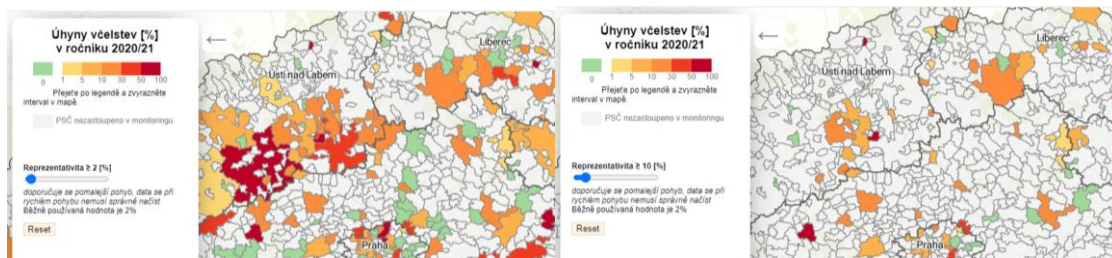 Úhyny včelstev [%]
v ročníku 2020/21
0 1 5 10 30 50 100
Přejeďte po legendě a zvýrazněte
interval v mapě.
PSČ nezastoupeno v monitoringu
Reprezentativita ≥ 2 [%]
doporučuje se pomalejší pohyb, data se při
rychlém pohybu nemusí správně načíst
Běžně používaná hodnota je 2%
Reset
←
Liberec
Ústí nad Labem
Praha
Úhyny včelstev [%]
v ročníku 2020/21
0 1 5 10 30 50 100
Přejeďte po legendě a zvýrazněte
interval v mapě.
PSČ nezastoupeno v monitoringu
Reprezentativita ≥ 10 [%]
doporučuje se pomalejší pohyb, data se při
rychlém pohybu nemusí správně načíst
Běžně používaná hodnota je 2%
Reset
←
Liberec
Ústí nad Labem
Praha